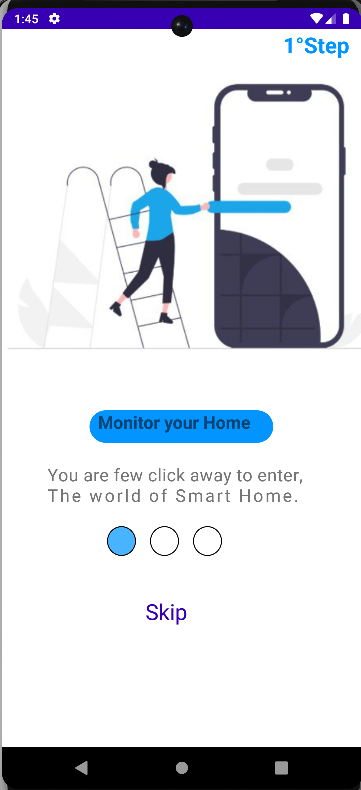 1:45
1°Step
Monitor your Home
You are few click away to enter,
The world of Smart Home.
Skip